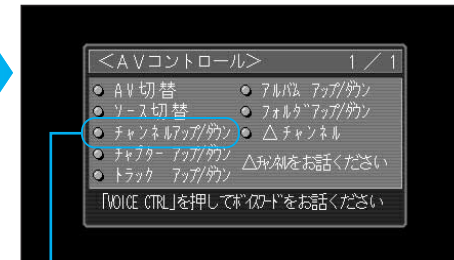 <AVコントロール> 1／1
AV切替 ｱﾙﾊﾞﾑ ｱｯﾌﾟ/ﾀﾞｳﾝ
ソース切替 ﾌｫﾙﾀﾞｱｯﾌﾟ/ﾀﾞｳﾝ
ﾁｬﾝﾈﾙｱｯﾌﾟ/ﾀﾞｳﾝ △チャンネル
ﾁｬﾌﾟﾀｰ ｱｯﾌﾟ/ﾀﾞｳﾝ
△ﾁｬﾝﾈﾙをお話ください
ﾄﾗｯｸ ｱｯﾌﾟ/ﾀﾞｳﾝ
「VOICE CTRL」を押してﾎﾞｲｽﾜｰﾄﾞをお話ください